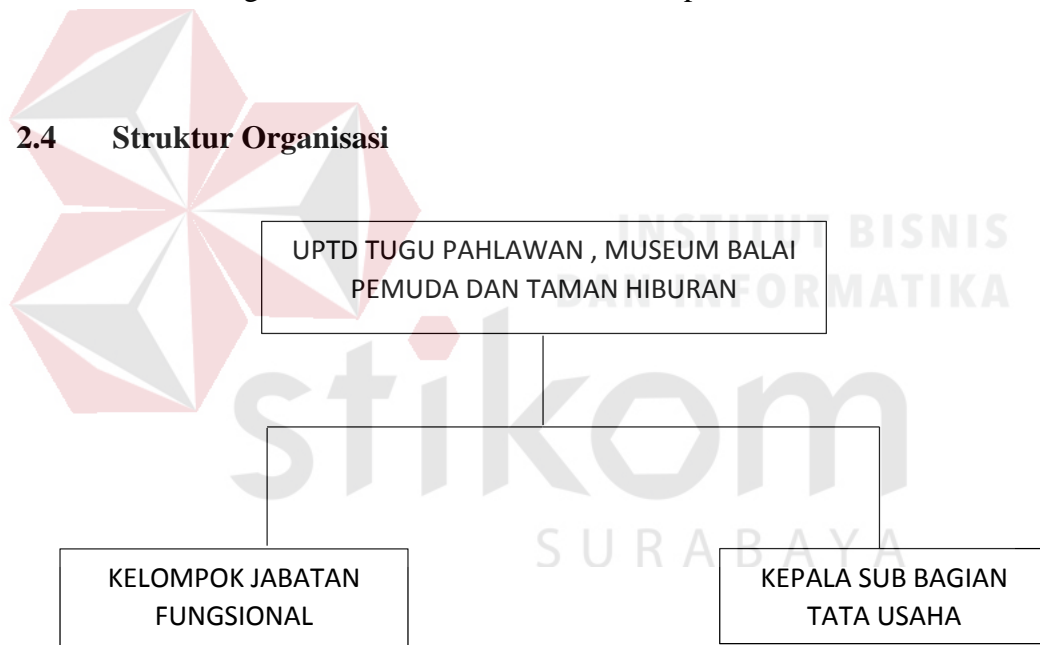 2.4 Struktur Organisasi
INSTITUT BISNIS
DAN INFORMATIKA
UPTD TUGU PAHLAWAN , MUSEUM BALAI
PEMUDA DAN TAMAN HIBURAN
stikom
SURABAYA
KELOMPOK JABATAN
FUNGSIONAL
KEPALA SUB BAGIAN
TATA USAHA